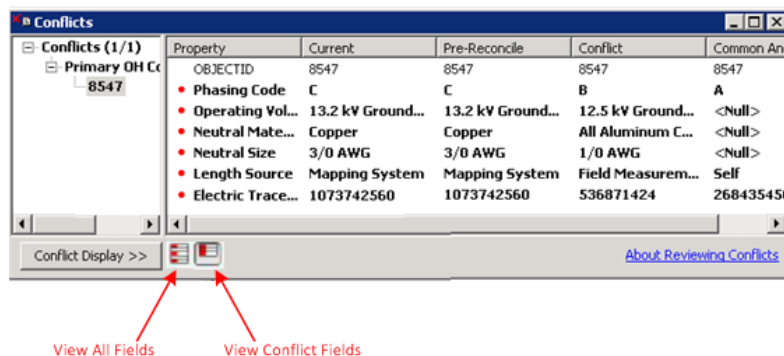 Conflicts
Conflicts (1/1)
Primary OH Cc
8547
Property Current Pre-Reconcile Conflict Common An
OBJECTID 8547 8547 8547 8547
Phasing Code C C B A
Operating Vol... 13.2 kV Ground... 13.2 kV Ground... 12.5 kV Ground... <Null>
Neutral Mate... Copper Copper All Aluminum C... <Null>
Neutral Size 3/0 AWG 3/0 AWG 1/0 AWG <Null>
Length Source Mapping System Mapping System Field Measurem... Self
Electric Trace... 1073742560 1073742560 536871424 26843545
Conflict Display >>
About Reviewing Conflicts
View All Fields View Conflict Fields